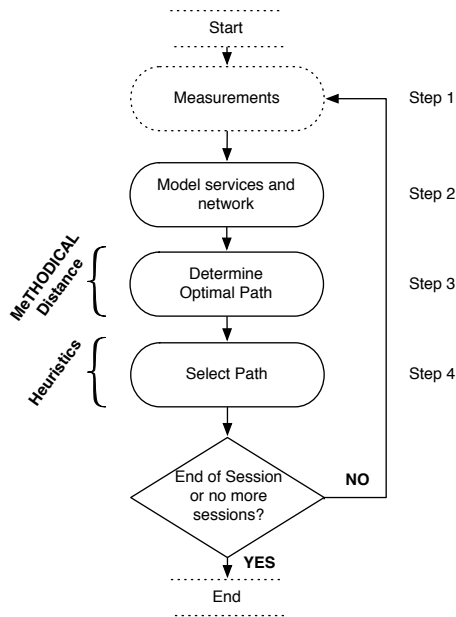 Start
Measurements
Step 1
Model services and
network
Step 2
MeTHODICAL
Distance
Determine
Optimal Path
Step 3
Heuristics
Select Path
Step 4
End of Session
or no more
sessions?
NO
YES
End